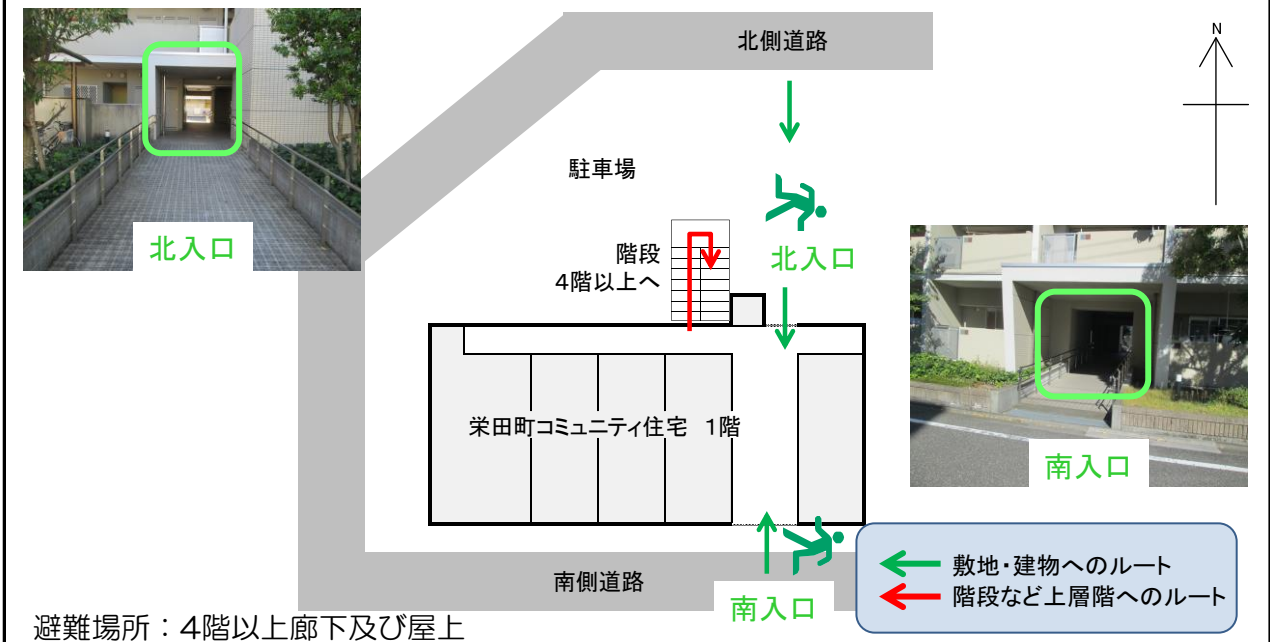 北側道路
N
駐車場
北入口
階段
4階以上へ
北入口
栄田町コミュニティ住宅 1階
南入口
南側道路
南入口
敷地・建物へのルート
階段など上層階へのルート
避難場所：4階以上廊下及び屋上